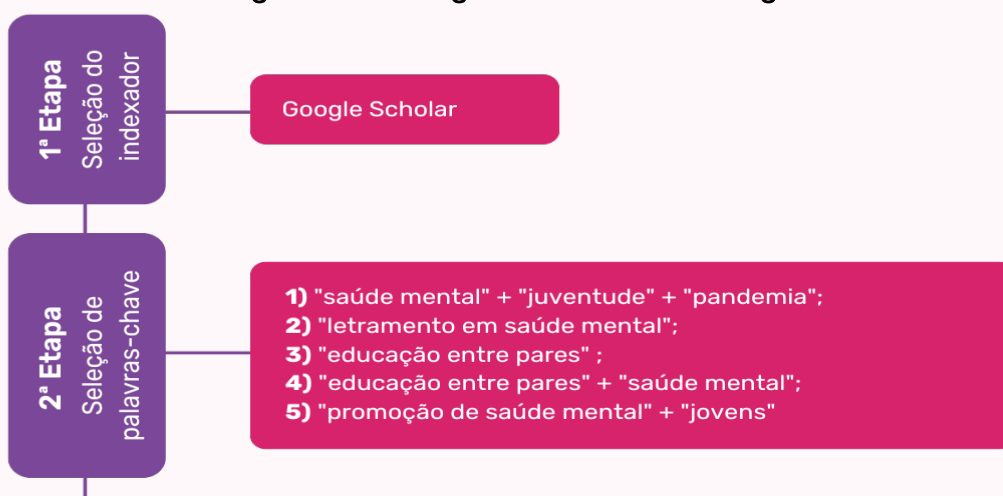 1ª Etapa
Seleção do
indexador
Google Scholar
2ª Etapa
Seleção de
palavras-chave
1) "saúde mental" + "juventude" + "pandemia";
2) "letramento em saúde mental";
3) "educação entre pares" ;
4) "educação entre pares" + "saúde mental";
5) "promoção de saúde mental" + "jovens"